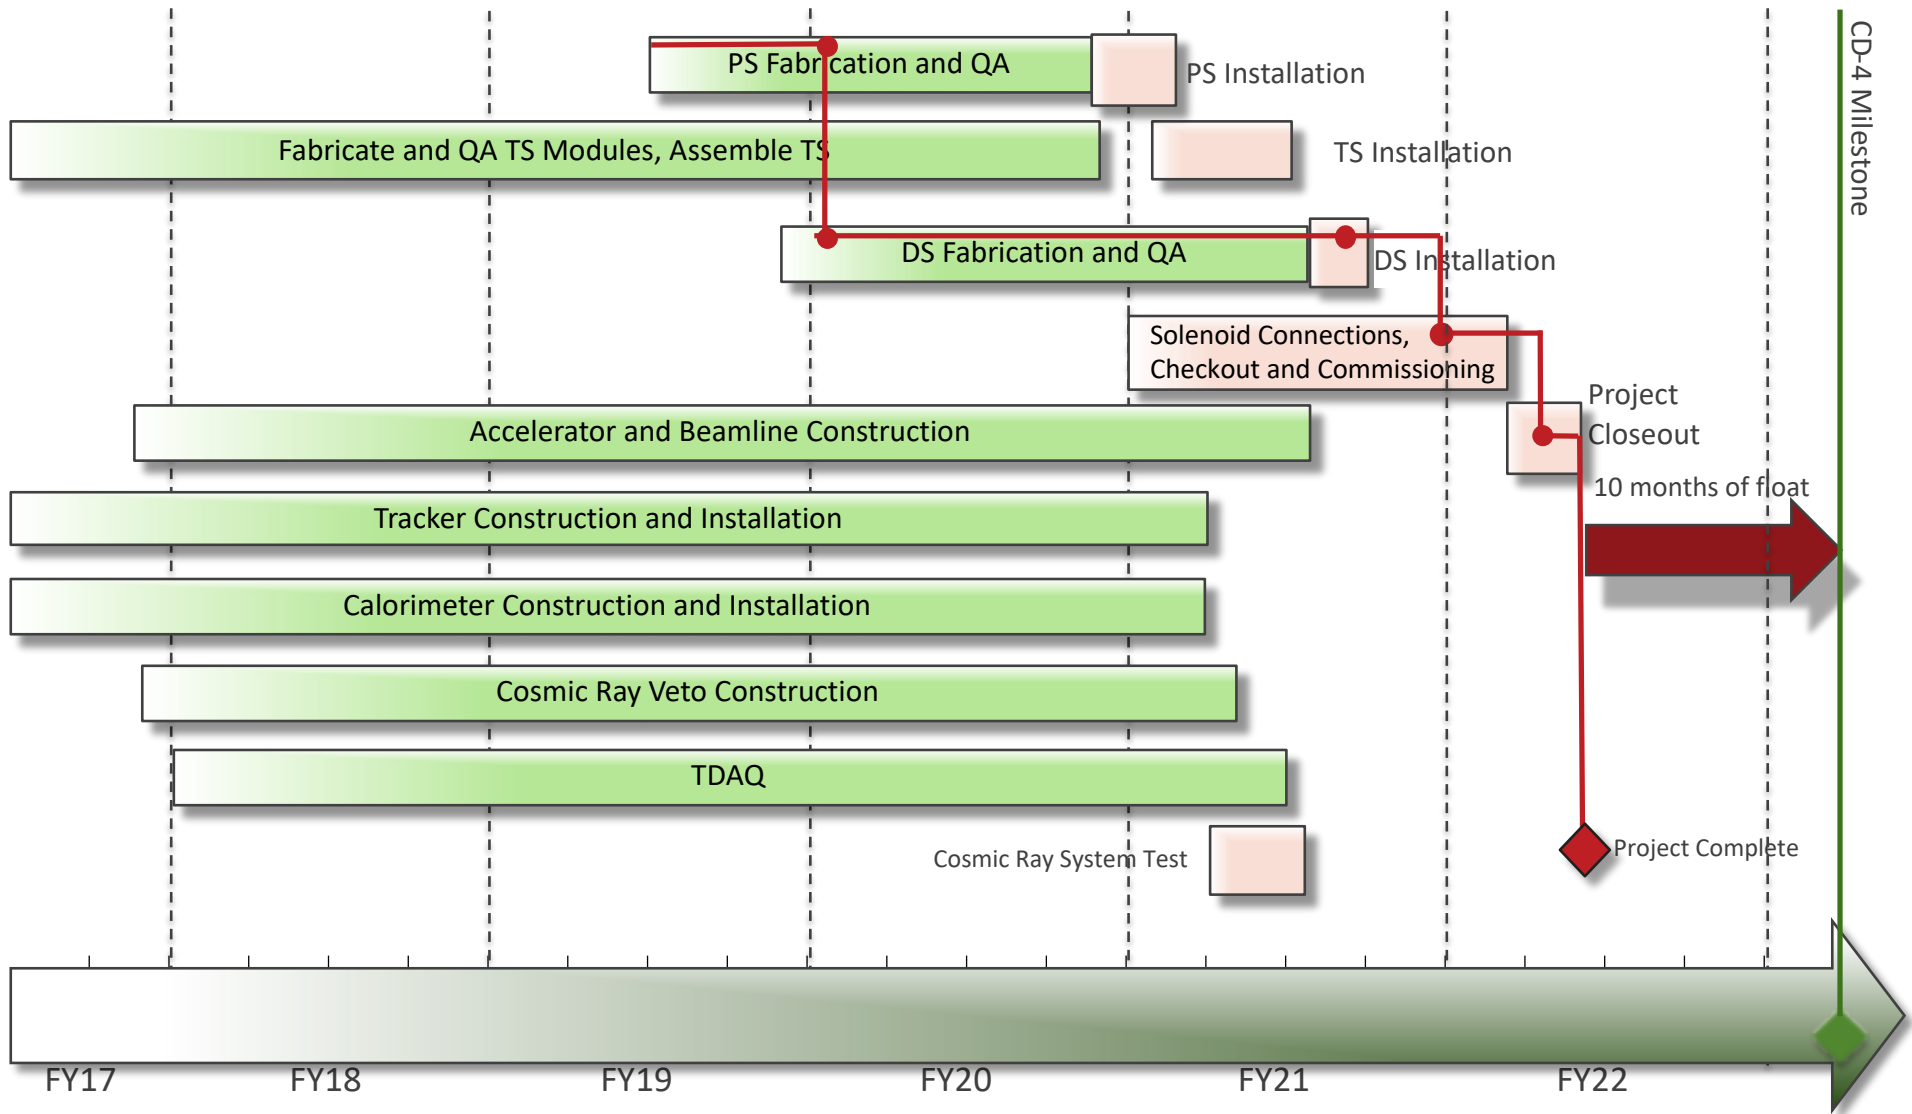 PS Fabrication and QA
PS Installation
CD-4 Milestone
Fabricate and QA TS Modules, Assemble TS
TS Installation
DS Fabrication and QA
DS Installation
Solenoid Connections,
Checkout and Commissioning
Project
Closeout
Accelerator and Beamline Construction
10 months of float
Tracker Construction and Installation
Calorimeter Construction and Installation
Cosmic Ray Veto Construction
TDAQ
Cosmic Ray System Test
Project Complete
FY17
FY18
FY19
FY20
FY21
FY22